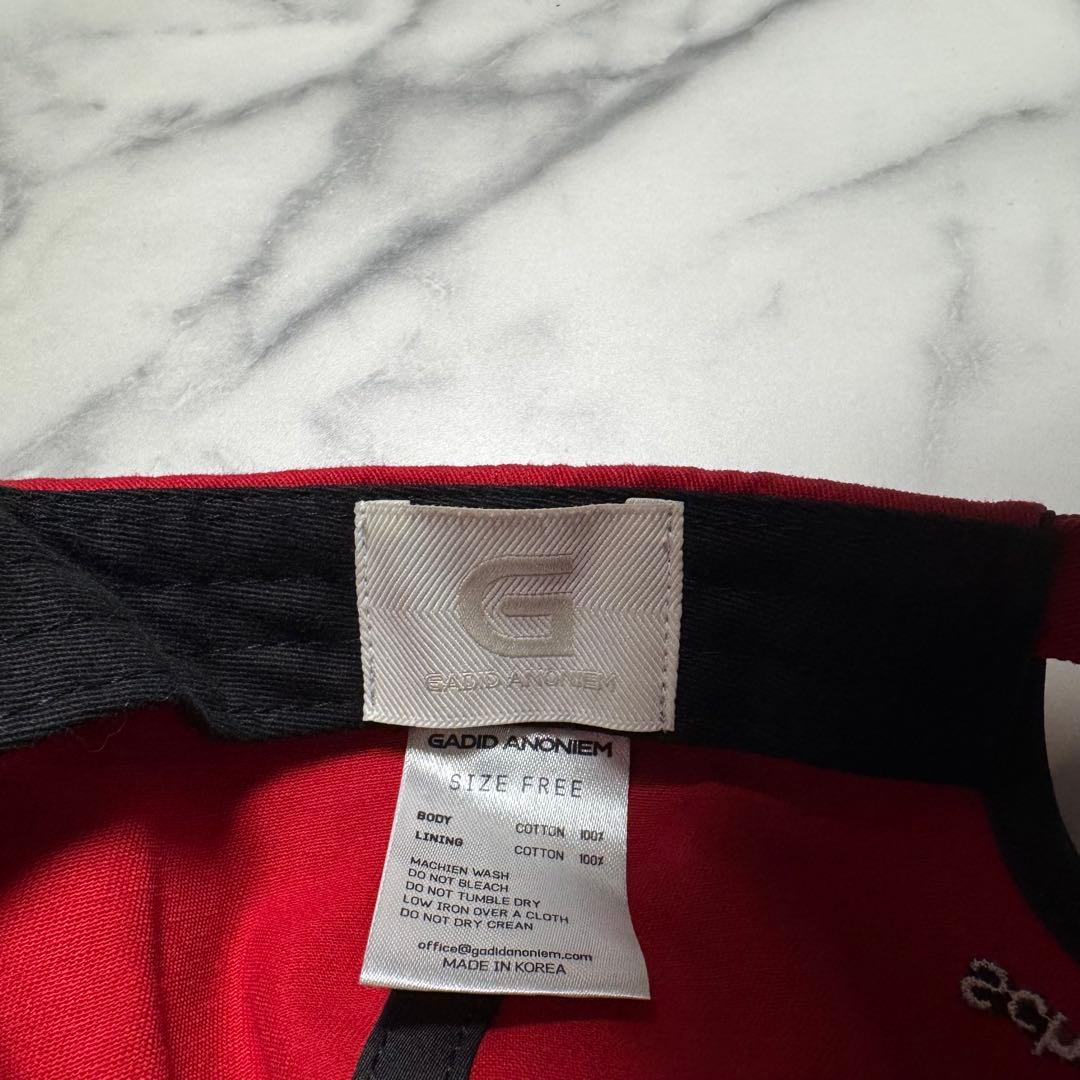 G
GADID ANONIEM
GADID ANONIEM
SIZE FREE
BODY COTTON 100%
LINING COTTON 100%
MACHIEN WASH
DO NOT BLEACH
DO NOT TUMBLE DRY
LOW IRON OVER A CLOTH
DO NOT DRY CREAN
office@gadidanoniem.com
MADE IN KOREA